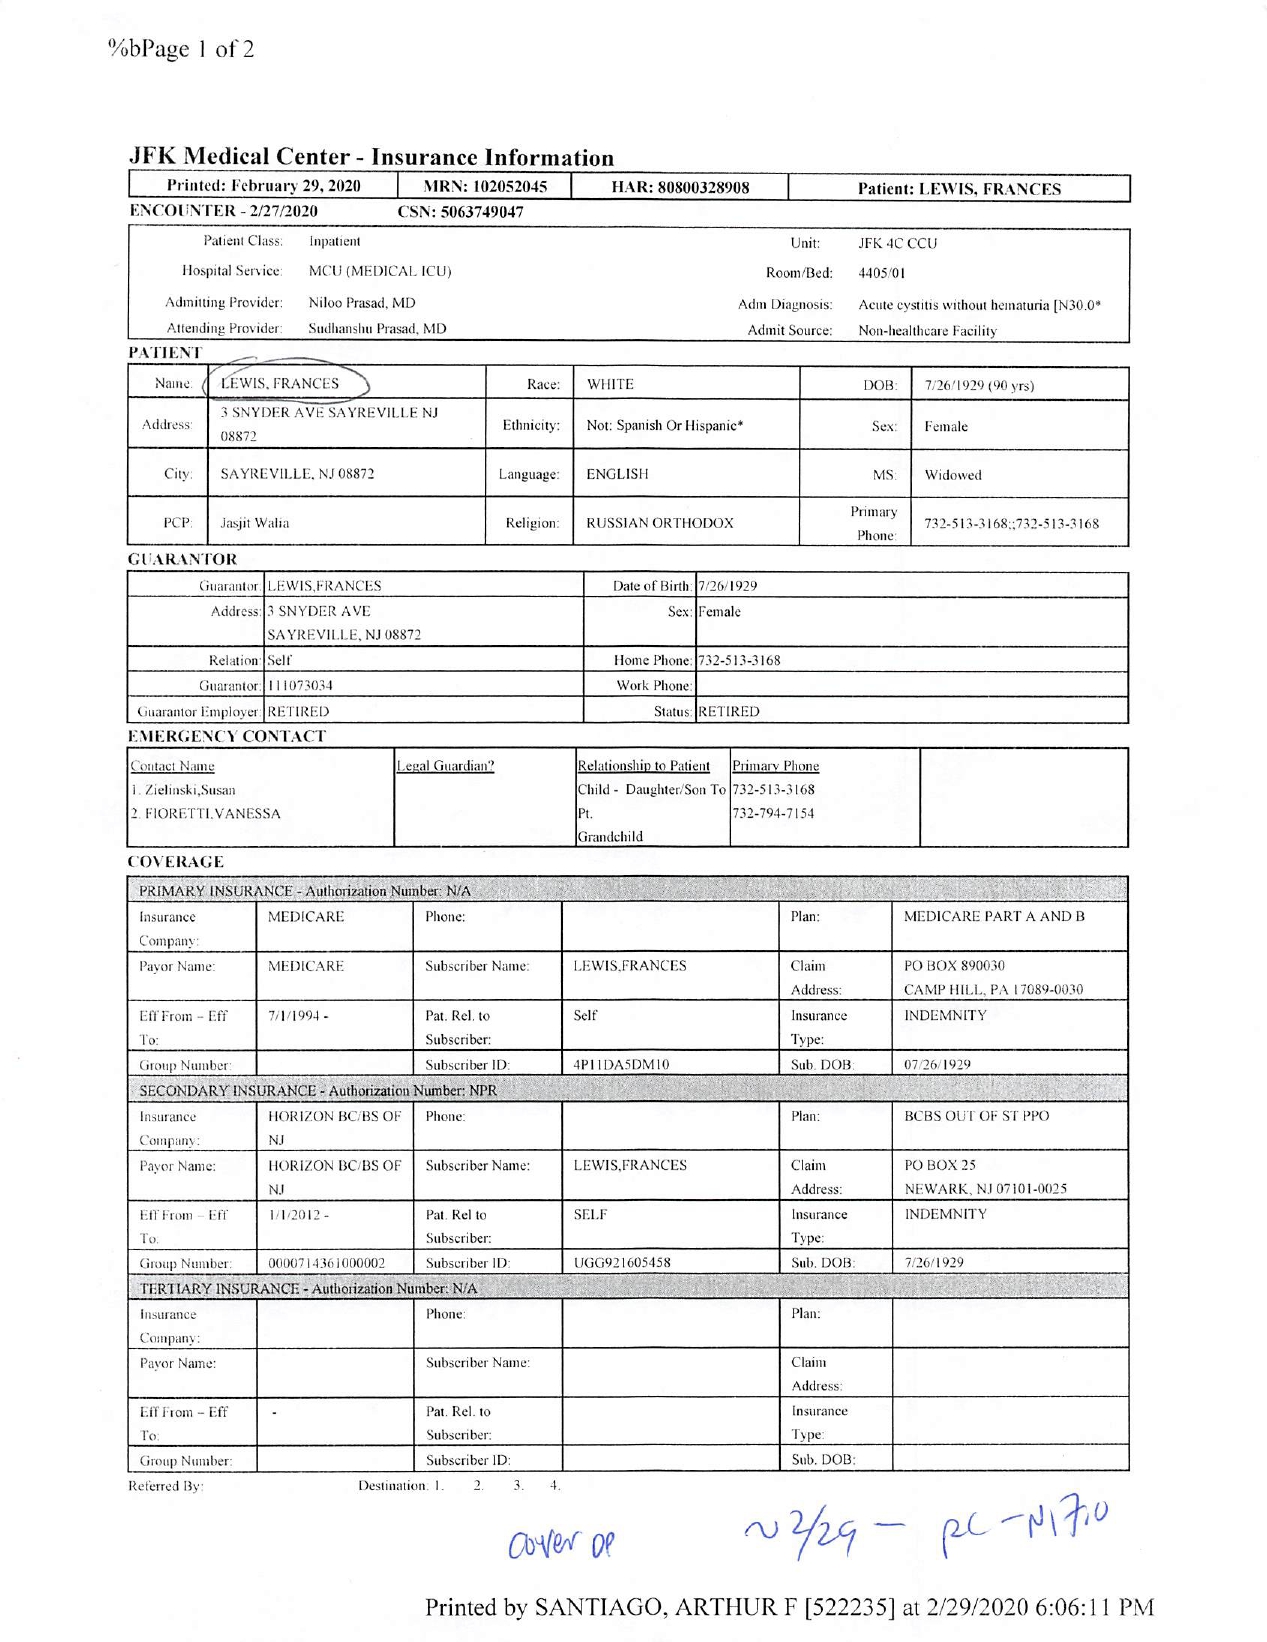 %bPage 1 of 2
JFK Medical Center - Insurance Information
Printed: February 29, 2020 MRN: 102052045 HAR: 80800328908 Patient: LEWIS, FRANCES
ENCOUNTER - 2/27/2020 CSN: 5063749047
Patient Class: Inpatient Unit: JFK 4C CCU
Hospital Service: MCU (MEDICAL ICU) Room/Bed: 4405/01
Admitting Provider: Niloo Prasad, MD Adm Diagnosis: Acute cystitis without hematuria [N30.0*
Attending Provider: Sudhanshu Prasad, MD Admit Source: Non-healthcare Facility
PATIENT
Name: LEWIS, FRANCES Race: WHITE DOB: 7/26/1929 (90 yrs)
Address: 3 SNYDER AVE SAYREVILLE NJ 08872 Ethnicity: Not: Spanish Or Hispanic* Sex: Female
City: SAYREVILLE, NJ 08872 Language: ENGLISH MS: Widowed
PCP: Jasjit Walia Religion: RUSSIAN ORTHODOX Primary Phone: 732-513-3168;;732-513-3168
GUARANTOR
Guarantor: LEWIS,FRANCES Date of Birth: 7/26/1929
Address: 3 SNYDER AVE Sex: Female
SAYREVILLE, NJ 08872
Relation: Self Home Phone: 732-513-3168
Guarantor: 111073034 Work Phone:
Guarantor Employer: RETIRED Status: RETIRED
EMERGENCY CONTACT
Contact Name Legal Guardian? Relationship to Patient Primary Phone
1. Zielinski,Susan Child - Daughter/Son To 732-513-3168
2. FIORETTI,VANESSA Pt. 732-794-7154
Grandchild
COVERAGE
PRIMARY INSURANCE - Authorization Number: N/A
Insurance Company: MEDICARE Phone: Plan: MEDICARE PART A AND B
Payor Name: MEDICARE Subscriber Name: LEWIS,FRANCES Claim Address: PO BOX 890030
CAMP HILL, PA 17089-0030
Eff From – Eff To: 7/1/1994 - Pat. Rel. to Subscriber: Self Insurance Type: INDEMNITY
Group Number: Subscriber ID: 4P11DA5DM10 Sub. DOB: 07/26/1929
SECONDARY INSURANCE - Authorization Number: NPR
Insurance Company: HORIZON BC/BS OF NJ Phone: Plan: BCBS OUT OF ST PPO
Payor Name: HORIZON BC/BS OF NJ Subscriber Name: LEWIS,FRANCES Claim Address: PO BOX 25
NEWARK, NJ 07101-0025
Eff From – Eff To: 1/1/2012 - Pat. Rel to Subscriber: SELF Insurance Type: INDEMNITY
Group Number: 0000714361000002 Subscriber ID: UGG921605458 Sub. DOB: 7/26/1929
TERTIARY INSURANCE - Authorization Number: N/A
Insurance Company: Phone: Plan:
Payor Name: Subscriber Name: Claim Address:
Eff From – Eff To: - Pat. Rel. to Subscriber: Insurance Type:
Group Number: Subscriber ID: Sub. DOB:
Referred By: Destination: 1. 2. 3. 4.
cover 2/29 –
Printed by SANTIAGO, ARTHUR F [522235] at 2/29/2020 6:06:11 PM